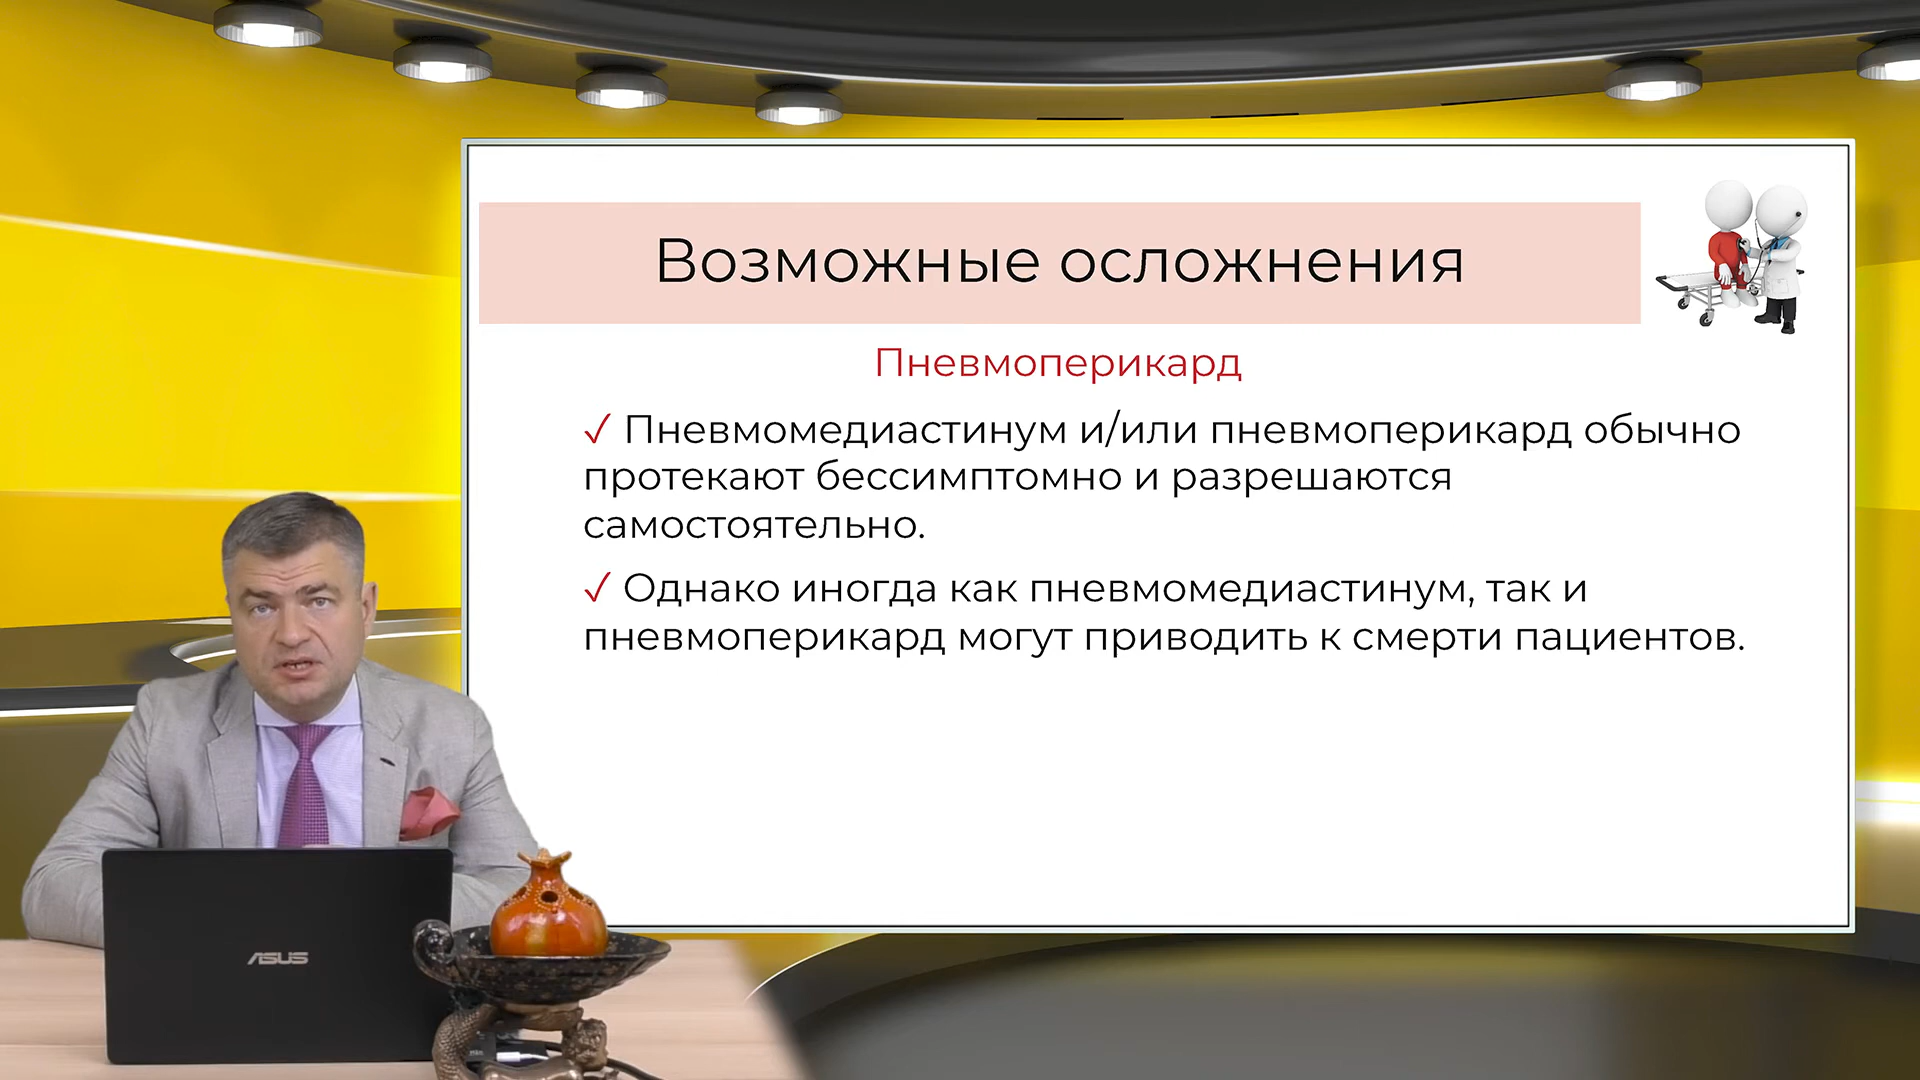 Возможные осложнения
Пневмоперикард
✓ Пневмомедиастинум и/или пневмоперикард обычно
протекают бессимптомно и разрешаются
самостоятельно.
✓ Однако иногда как пневмомедиастинум, так и
пневмоперикард могут приводить к смерти пациентов.
ASUS